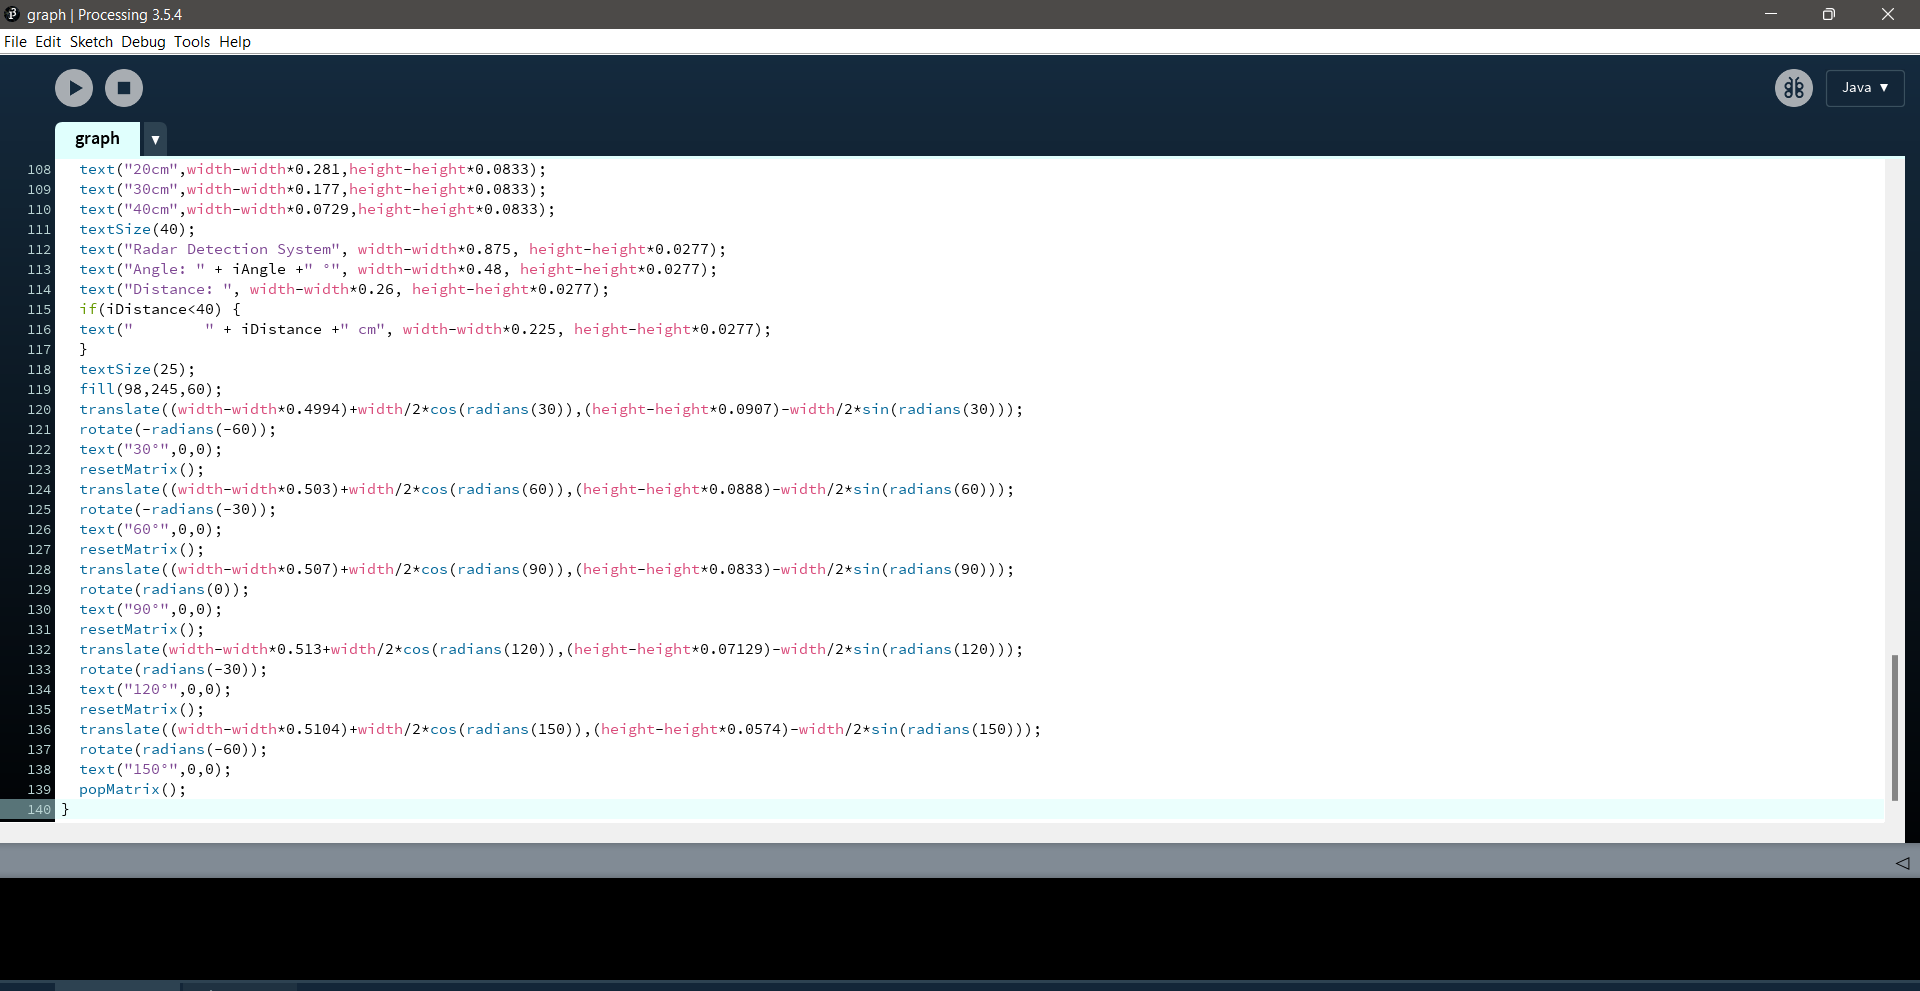 graph | Processing 3.5.4
File Edit Sketch Debug Tools Help
Java ▼
graph ▼
108 text("20cm",width-width*0.281,height-height*0.0833);
109 text("30cm",width-width*0.177,height-height*0.0833);
110 text("40cm",width-width*0.0729,height-height*0.0833);
111 textSize(40);
112 text("Radar Detection System", width-width*0.875, height-height*0.0277);
113 text("Angle: " + iAngle +" °", width-width*0.48, height-height*0.0277);
114 text("Distance: ", width-width*0.26, height-height*0.0277);
115 if(iDistance<40) {
116 text("        " + iDistance +" cm", width-width*0.225, height-height*0.0277);
117 }
118 textSize(25);
119 fill(98,245,60);
120 translate((width-width*0.4994)+width/2*cos(radians(30)),(height-height*0.0907)-width/2*sin(radians(30)));
121 rotate(-radians(-60));
122 text("30°",0,0);
123 resetMatrix();
124 translate((width-width*0.503)+width/2*cos(radians(60)),(height-height*0.0888)-width/2*sin(radians(60)));
125 rotate(-radians(-30));
126 text("60°",0,0);
127 resetMatrix();
128 translate((width-width*0.507)+width/2*cos(radians(90)),(height-height*0.0833)-width/2*sin(radians(90)));
129 rotate(radians(0));
130 text("90°",0,0);
131 resetMatrix();
132 translate(width-width*0.513+width/2*cos(radians(120)),(height-height*0.07129)-width/2*sin(radians(120)));
133 rotate(radians(-30));
134 text("120°",0,0);
135 resetMatrix();
136 translate((width-width*0.5104)+width/2*cos(radians(150)),(height-height*0.0574)-width/2*sin(radians(150)));
137 rotate(radians(-60));
138 text("150°",0,0);
139 popMatrix();
140 }